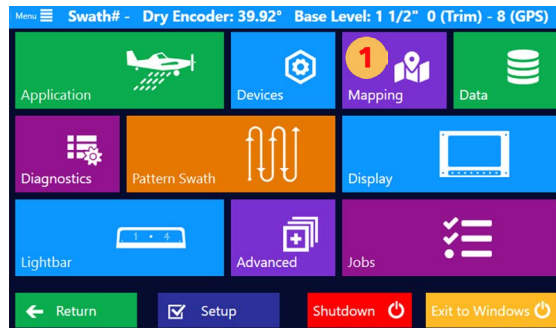 Menu Swath# - Dry Encoder: 39.92° Base Level: 1 1/2" 0 (Trim) - 8 (GPS)
1
Application Devices Mapping Data
Diagnostics Pattern Swath Display
1 • 4
Lightbar Advanced Jobs
Return Setup Shutdown Exit to Windows